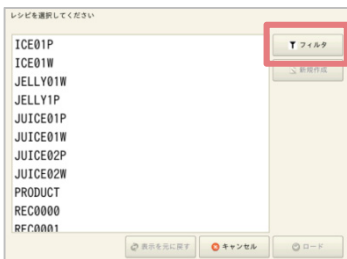 レシピを選択してください
ICE01P
ICE01W
JELLY01W
JELLY1P
JUICE01P
JUICE01W
JUICE02P
JUICE02W
PRODUCT
REC0000
REC0001
フィルタ
新規作成
表示を元に戻す
キャンセル
ロード